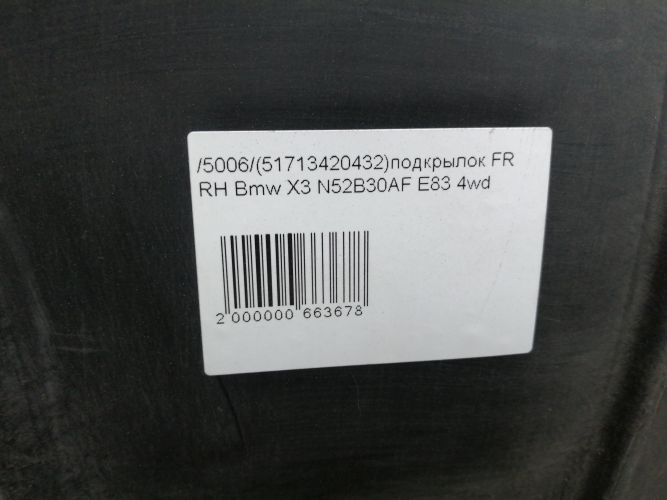 /5006/(51713420432)подкрылок FR
RH Bmw X3 N52B30AF E83 4wd
2 000000 663678